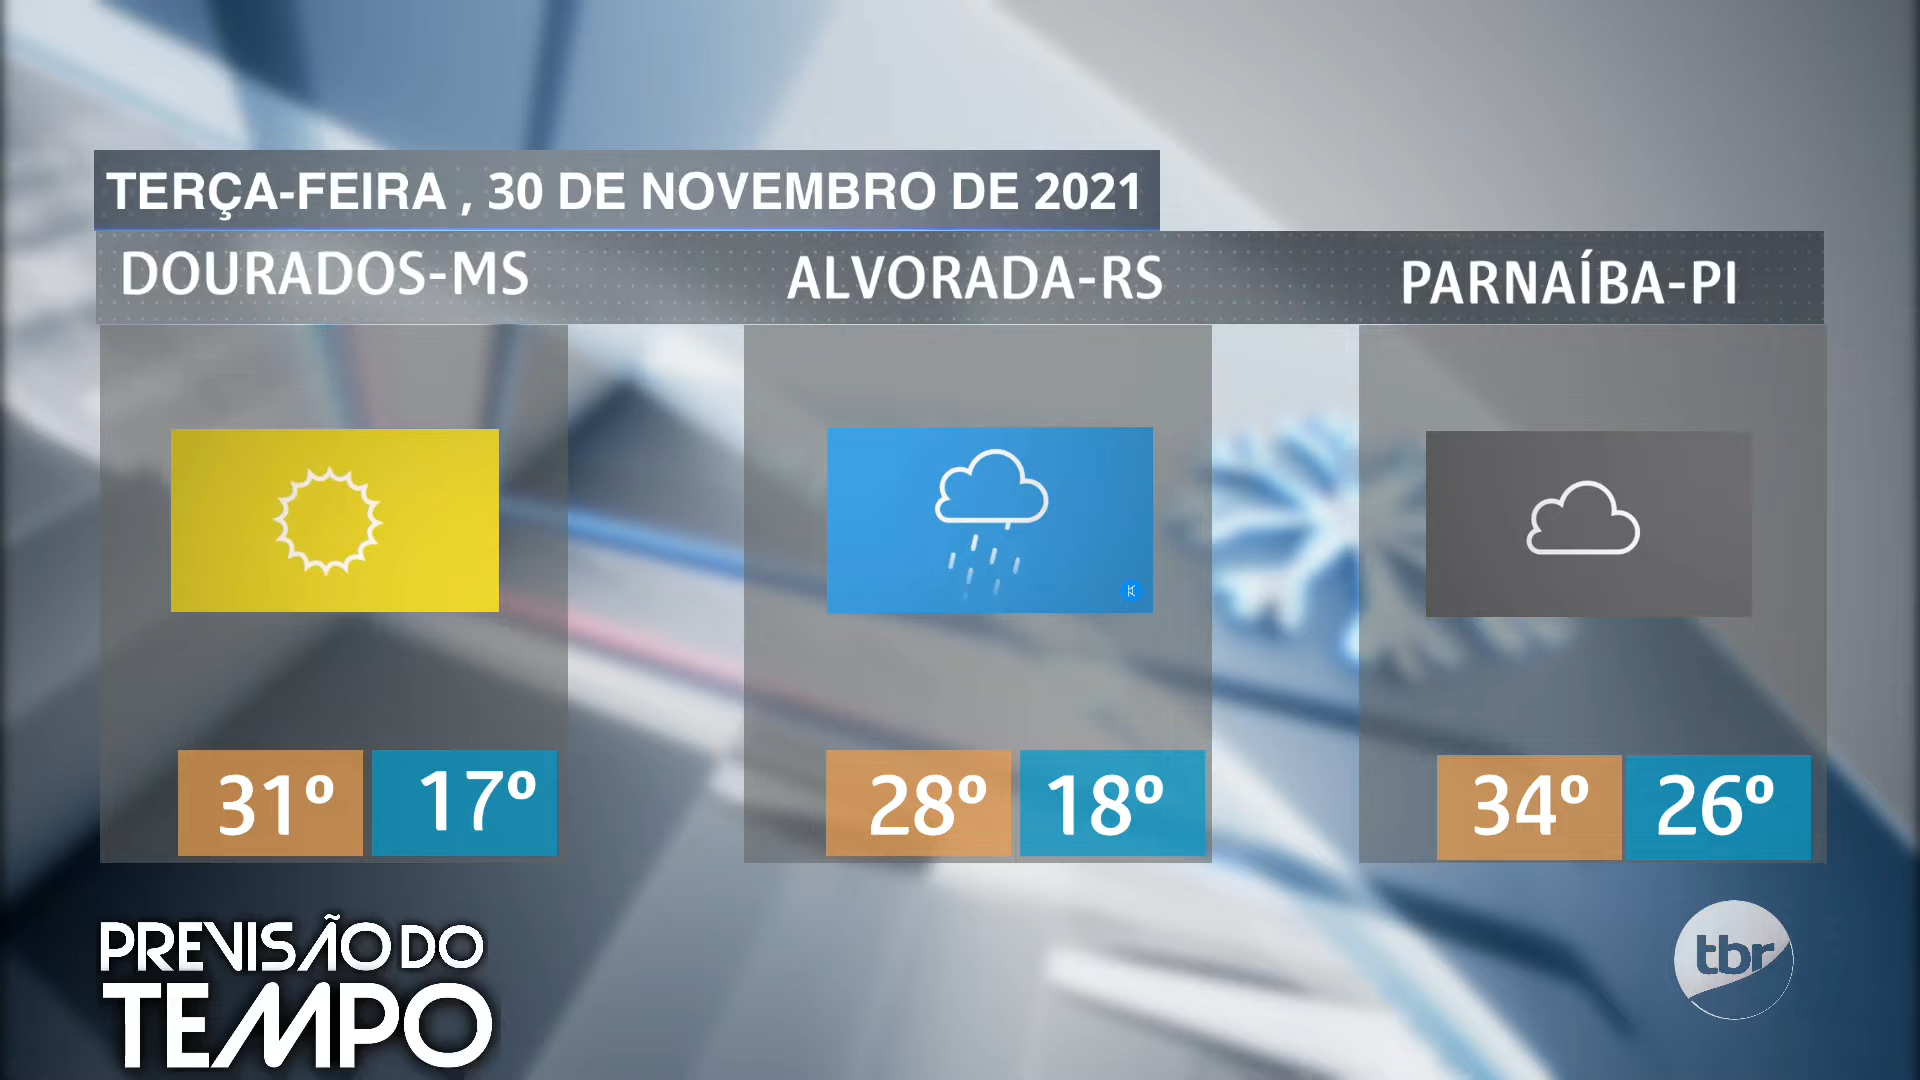 TERÇA-FEIRA , 30 DE NOVEMBRO DE 2021
DOURADOS-MS
ALVORADA-RS
PARNAÍBA-PI
31º 17º
28º 18º
34º 26º
PREVISÃO DO
TEMPO
tbr